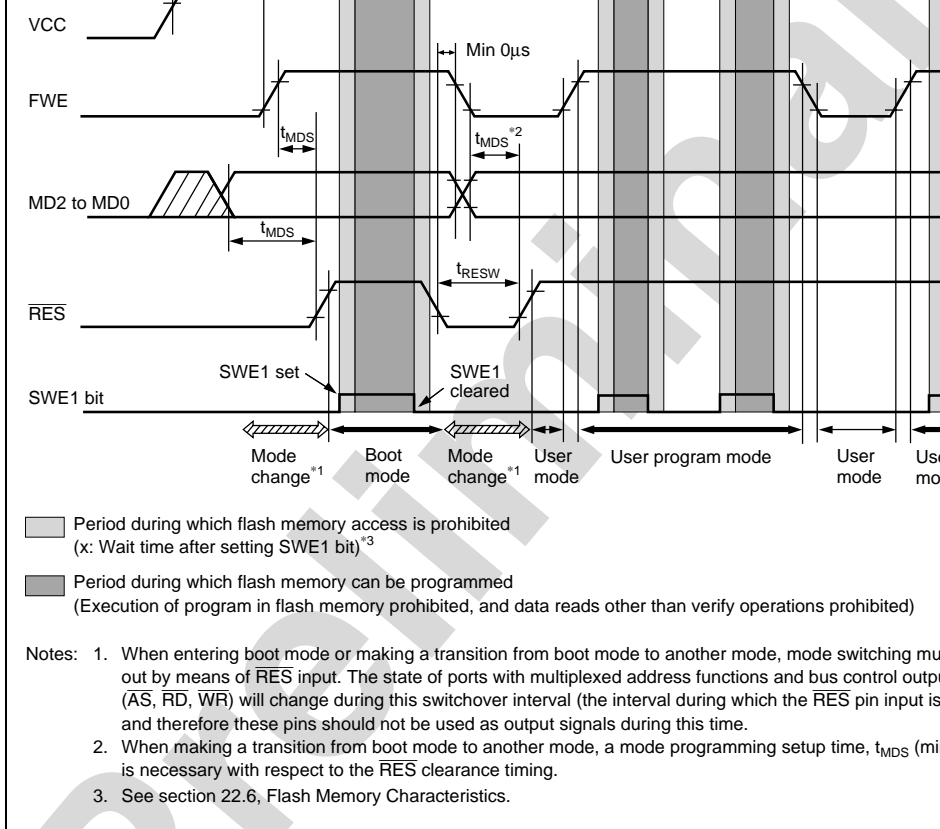 VCC
Min 0µs
FWE
tMDS
tMDS*2
MD2 to MD0
tMDS
tRESW
RES
SWE1 set
SWE1
cleared
SWE1 bit
Mode
change*1
Boot
mode
Mode
change*1
User
mode
User program mode
User
mode
Use
mo
Period during which flash memory access is prohibited
(x: Wait time after setting SWE1 bit)*3
Period during which flash memory can be programmed
(Execution of program in flash memory prohibited, and data reads other than verify operations prohibited)
Notes: 1. When entering boot mode or making a transition from boot mode to another mode, mode switching mu
out by means of RES input. The state of ports with multiplexed address functions and bus control outpu
(AS, RD, WR) will change during this switchover interval (the interval during which the RES pin input is
and therefore these pins should not be used as output signals during this time.
2. When making a transition from boot mode to another mode, a mode programming setup time, tMDS (mi
is necessary with respect to the RES clearance timing.
3. See section 22.6, Flash Memory Characteristics.